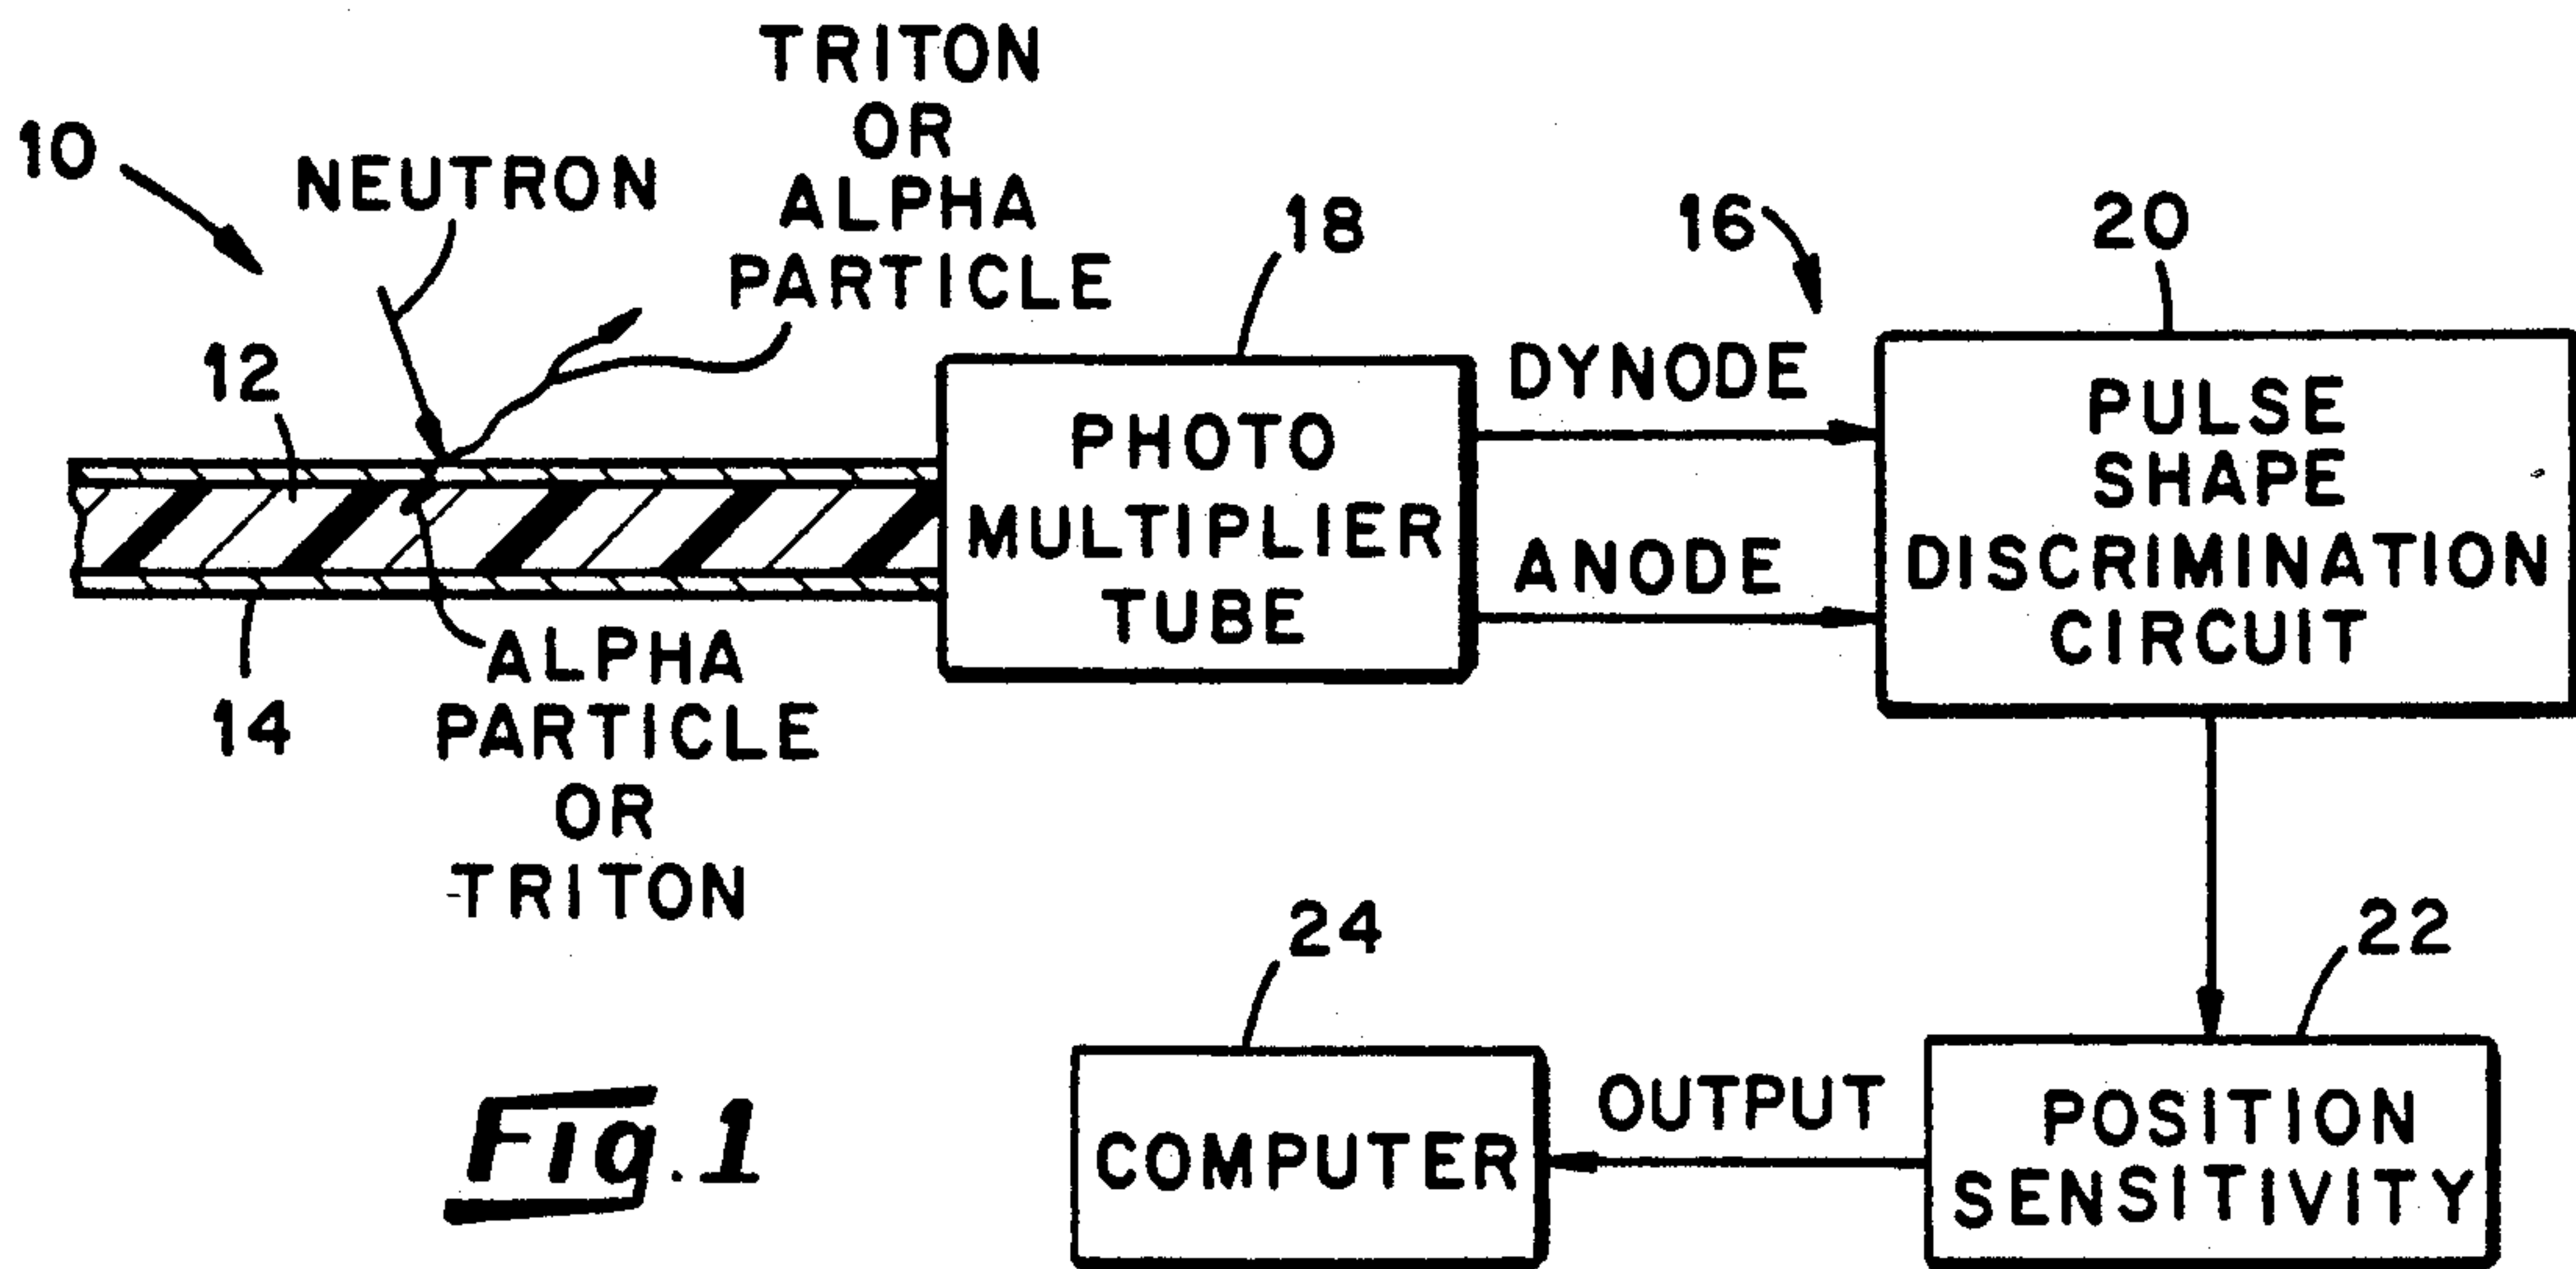 TRITON
OR
ALPHA
PARTICLE
10
NEUTRON
12
14
ALPHA
PARTICLE
OR
TRITON
18
PHOTO
MULTIPLIER
TUBE
16
DYNODE
ANODE
20
PULSE
SHAPE
DISCRIMINATION
CIRCUIT
22
POSITION
SENSITIVITY
OUTPUT
24
COMPUTER
Fig.1